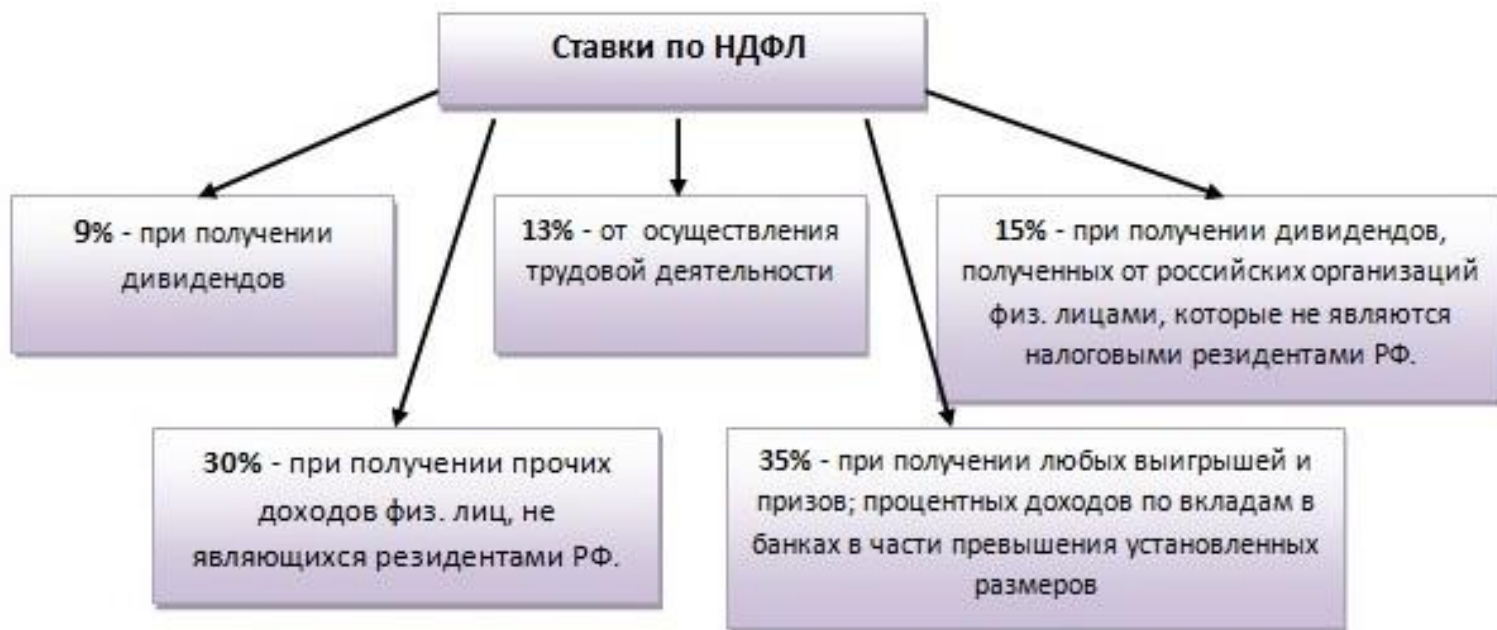 Ставки по НДФЛ
9% - при получении
дивидендов
13% - от осуществления
трудовой деятельности
15% - при получении дивидендов,
полученных от российских организаций
физ. лицами, которые не являются
налоговыми резидентами РФ.
30% - при получении прочих
доходов физ. лиц, не
являющихся резидентами РФ.
35% - при получении любых выигрышей и
призов; процентных доходов по вкладам в
банках в части превышения установленных
размеров